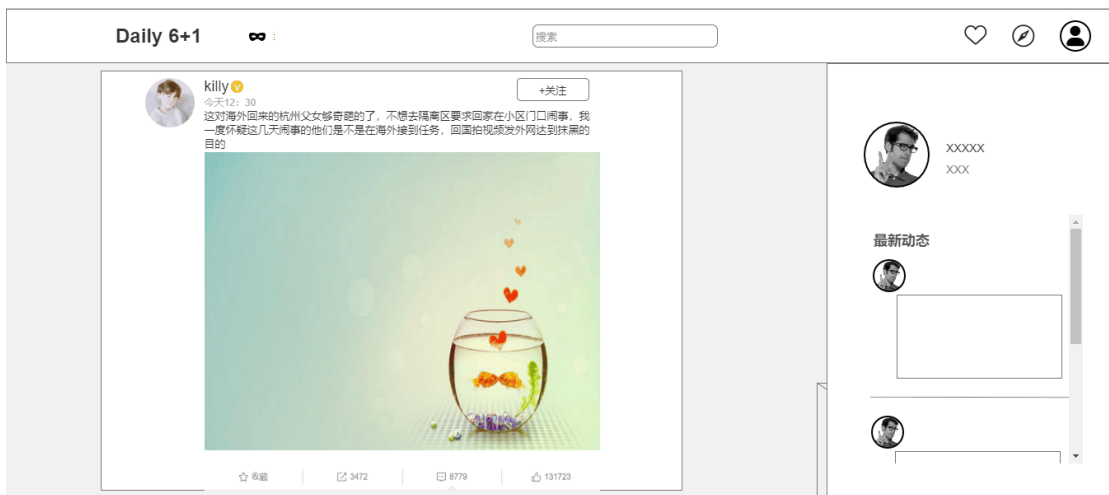 Daily 6+1
搜索
killy
今天12：30
+关注
这对海外回来的杭州父女够奇葩的了，不想去隔离区要求回家在小区门口闹事，我
一度怀疑这几天闹事的他们是不是在海外接到任务，回国拍视频发外网达到抹黑的
目的
3472
8779
131723
xxxxx
xxx
最新动态